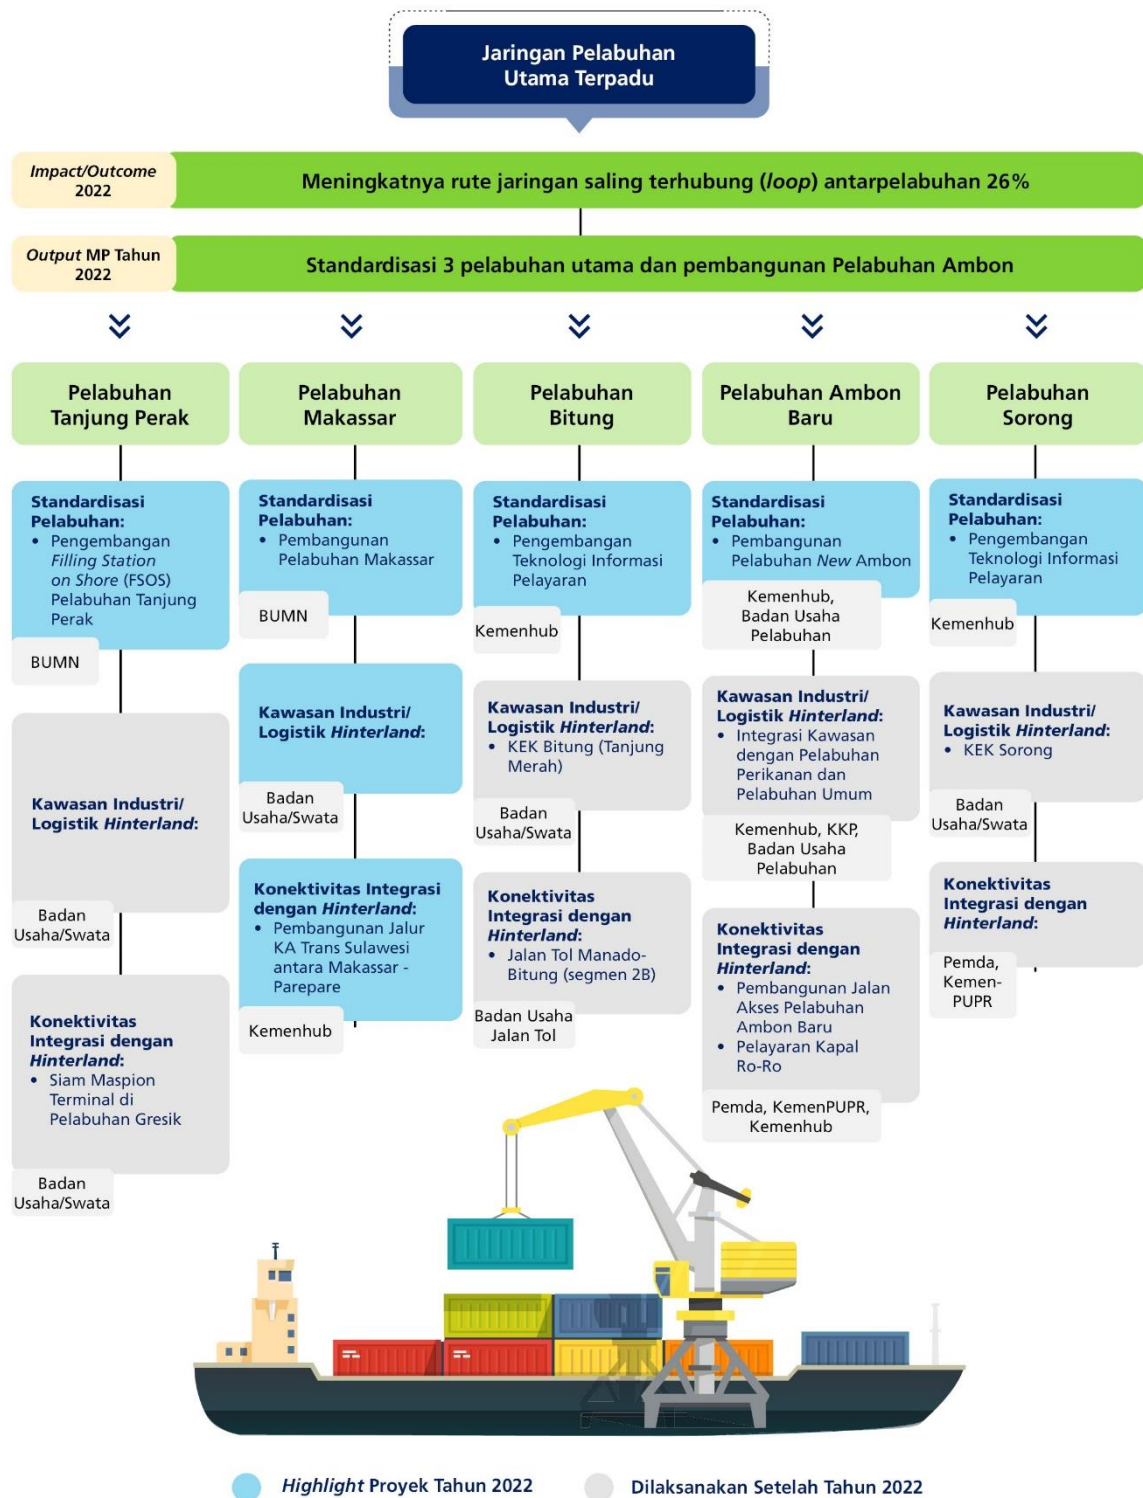 Jaringan Pelabuhan
Utama Terpadu
Impact/Outcome
2022
Meningkatnya rute jaringan saling terhubung (loop) antarpelabuhan 26%
Output MP Tahun
2022
Standardisasi 3 pelabuhan utama dan pembangunan Pelabuhan Ambon
Pelabuhan
Tanjung Perak
Standardisasi
Pelabuhan:
• Pengembangan
Filling Station
on Shore (FSOS)
Pelabuhan Tanjung
Perak
BUMN
Kawasan Industri/
Logistik Hinterland:
Badan
Usaha/Swata
Konektivitas
Integrasi dengan
Hinterland:
• Siam Maspion
Terminal di
Pelabuhan Gresik
Badan
Usaha/Swata
Pelabuhan
Makassar
Standardisasi
Pelabuhan:
• Pembangunan
Pelabuhan Makassar
BUMN
Kawasan Industri/
Logistik Hinterland:
Badan
Usaha/Swata
Konektivitas Integrasi
dengan Hinterland:
• Pembangunan Jalur
KA Trans Sulawesi
antara Makassar -
Parepare
Kemenhub
Pelabuhan
Bitung
Standardisasi
Pelabuhan:
• Pengembangan
Teknologi Informasi
Pelayaran
Kemenhub
Kawasan Industri/
Logistik Hinterland:
• KEK Bitung (Tanjung
Merah)
Badan
Usaha/Swata
Konektivitas
Integrasi dengan
Hinterland:
• Jalan Tol Manado-
Bitung (segmen 2B)
Badan Usaha
Jalan Tol
Pelabuhan Ambon
Baru
Standardisasi
Pelabuhan:
• Pembangunan
Pelabuhan New Ambon
Kemenhub,
Badan Usaha
Pelabuhan
Kawasan Industri/
Logistik Hinterland:
• Integrasi Kawasan
dengan Pelabuhan
Perikanan dan
Pelabuhan Umum
Kemenhub, KKP,
Badan Usaha
Pelabuhan
Konektivitas
Integrasi dengan
Hinterland:
• Pembangunan Jalan
Akses Pelabuhan
Ambon Baru
• Pelayaran Kapal
Ro-Ro
Pemda, KemenPUPR,
Kemenhub
Pelabuhan
Sorong
Standardisasi
Pelabuhan:
• Pengembangan
Teknologi Informasi
Pelayaran
Kemenhub
Kawasan Industri/
Logistik Hinterland:
• KEK Sorong
Badan
Usaha/Swata
Konektivitas
Integrasi dengan
Hinterland:
Pemda,
Kemen-
PUPR
Highlight Proyek Tahun 2022
Dilaksanakan Setelah Tahun 2022